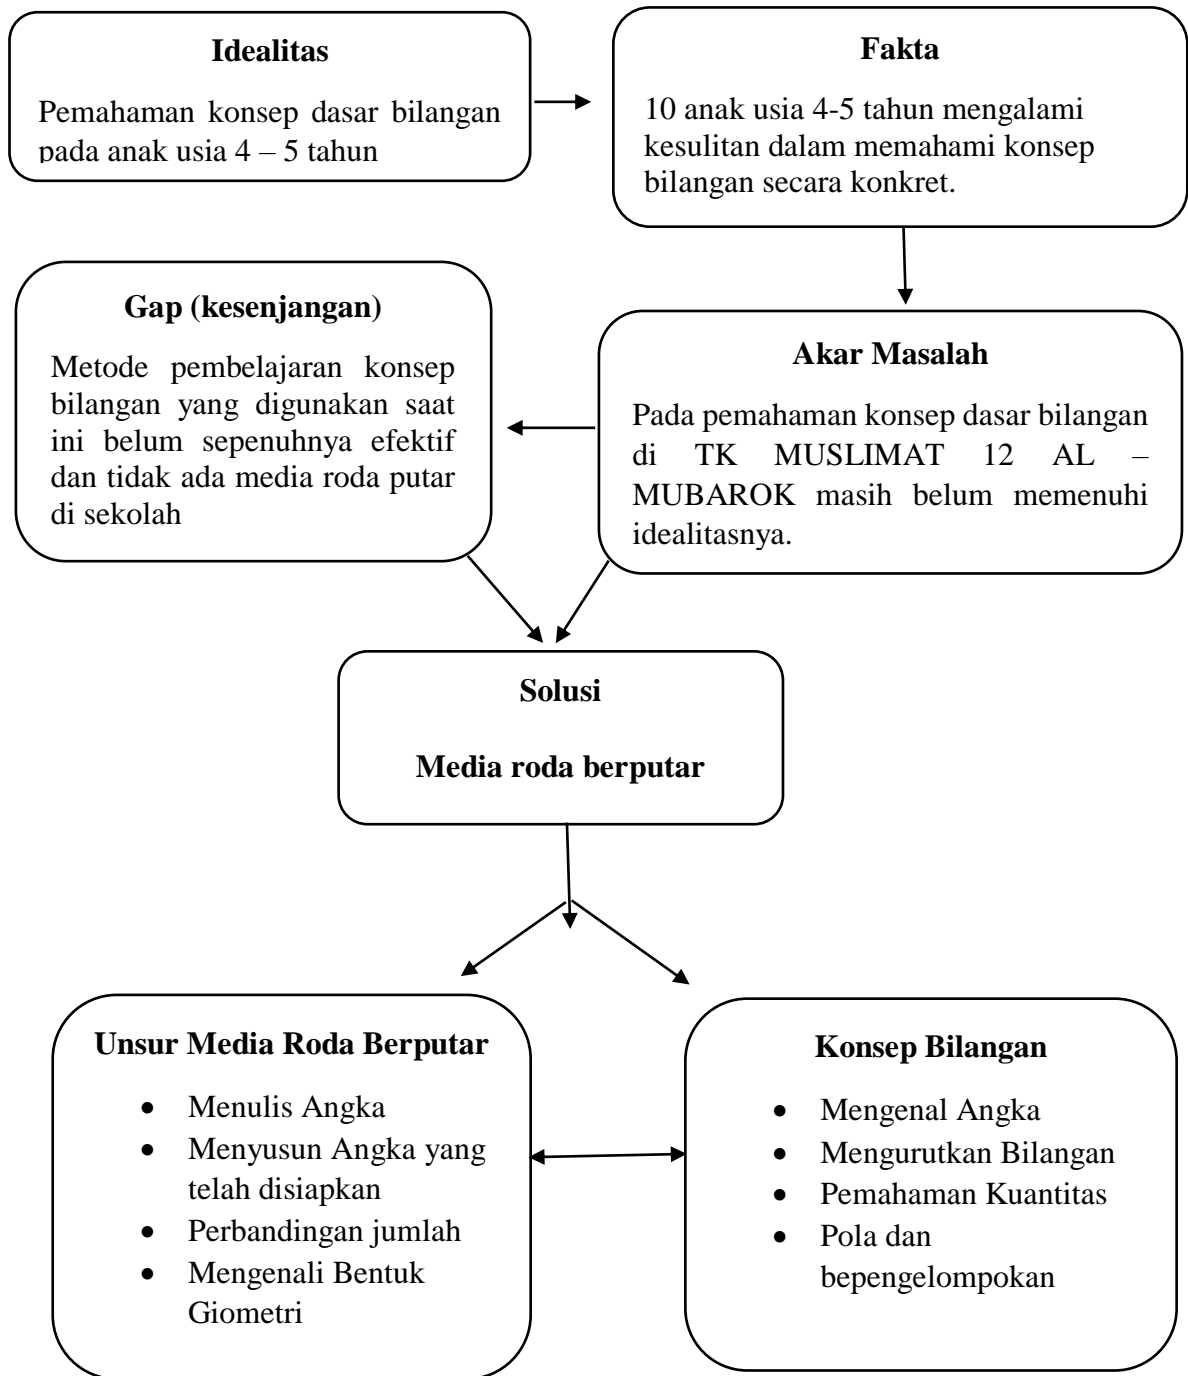 Idealitas
Pemahaman konsep dasar bilangan
pada anak usia 4 – 5 tahun
Fakta
10 anak usia 4-5 tahun mengalami
kesulitan dalam memahami konsep
bilangan secara konkret.
Gap (kesenjangan)
Metode pembelajaran konsep
bilangan yang digunakan saat
ini belum sepenuhnya efektif
dan tidak ada media roda putar
di sekolah
Akar Masalah
Pada pemahaman konsep dasar bilangan
di TK MUSLIMAT 12 AL –
MUBAROK masih belum memenuhi
idealitasnya.
Solusi
Media roda berputar
Unsur Media Roda Berputar
• Menulis Angka
• Menyusun Angka yang
telah disiapkan
• Perbandingan jumlah
• Mengenali Bentuk
Giometri
Konsep Bilangan
• Mengenal Angka
• Mengurutkan Bilangan
• Pemahaman Kuantitas
• Pola dan
bepengelompokan